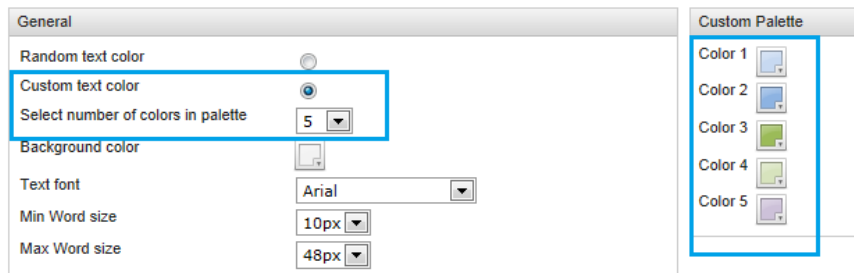 General
Random text color
Custom text color
Select number of colors in palette
5
Background color
Text font
Arial
Min Word size
10px
Max Word size
48px
Custom Palette
Color 1
Color 2
Color 3
Color 4
Color 5